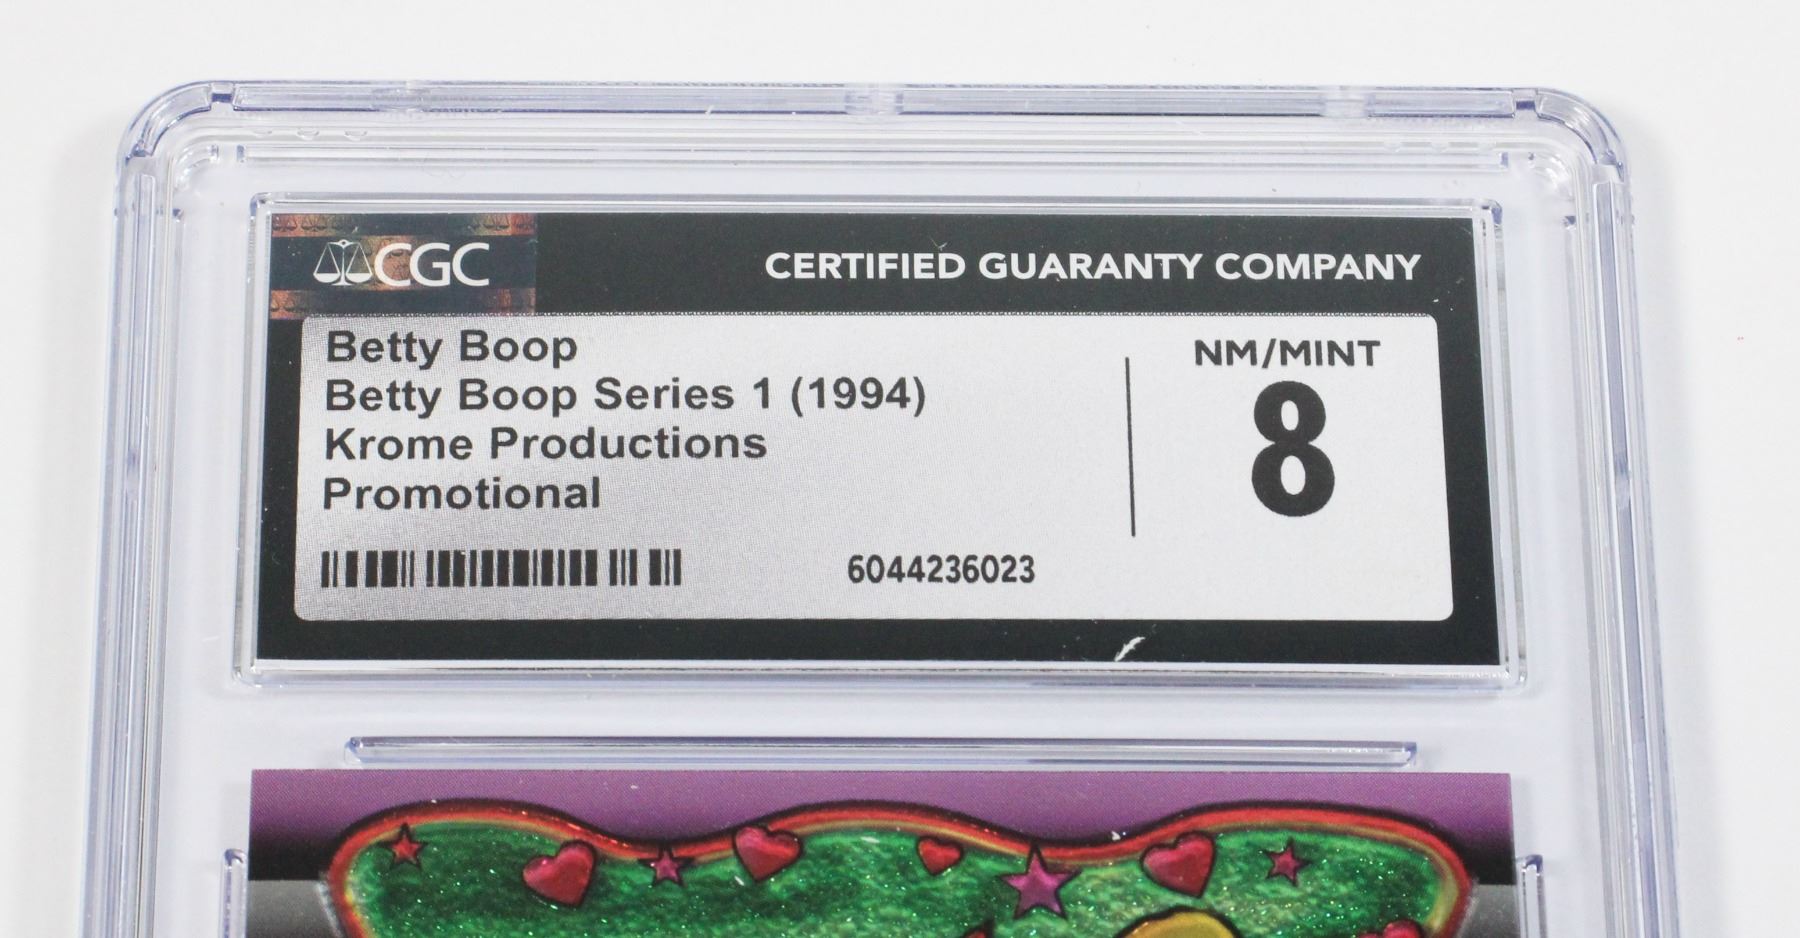 CGC
CERTIFIED GUARANTY COMPANY
Betty Boop
Betty Boop Series 1 (1994)
Krome Productions
Promotional
6044236023
NM/MINT
8